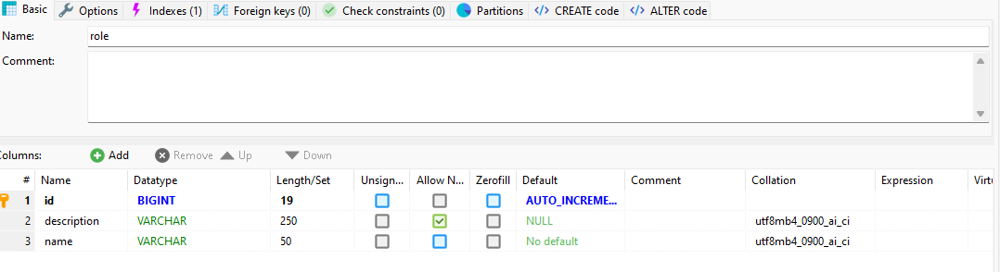 Basic Options Indexes (1) Foreign keys (0) Check constraints (0) Partitions CREATE code ALTER code
Name: role
Comment:
Columns: Add Remove Up Down
# Name Datatype Length/Set Unsign... Allow N... Zerofill Default Comment Collation Expression Virtu
1 id BIGINT 19 AUTO_INCREME...
2 description VARCHAR 250 NULL utf8mb4_0900_ai_ci
3 name VARCHAR 50 No default utf8mb4_0900_ai_ci